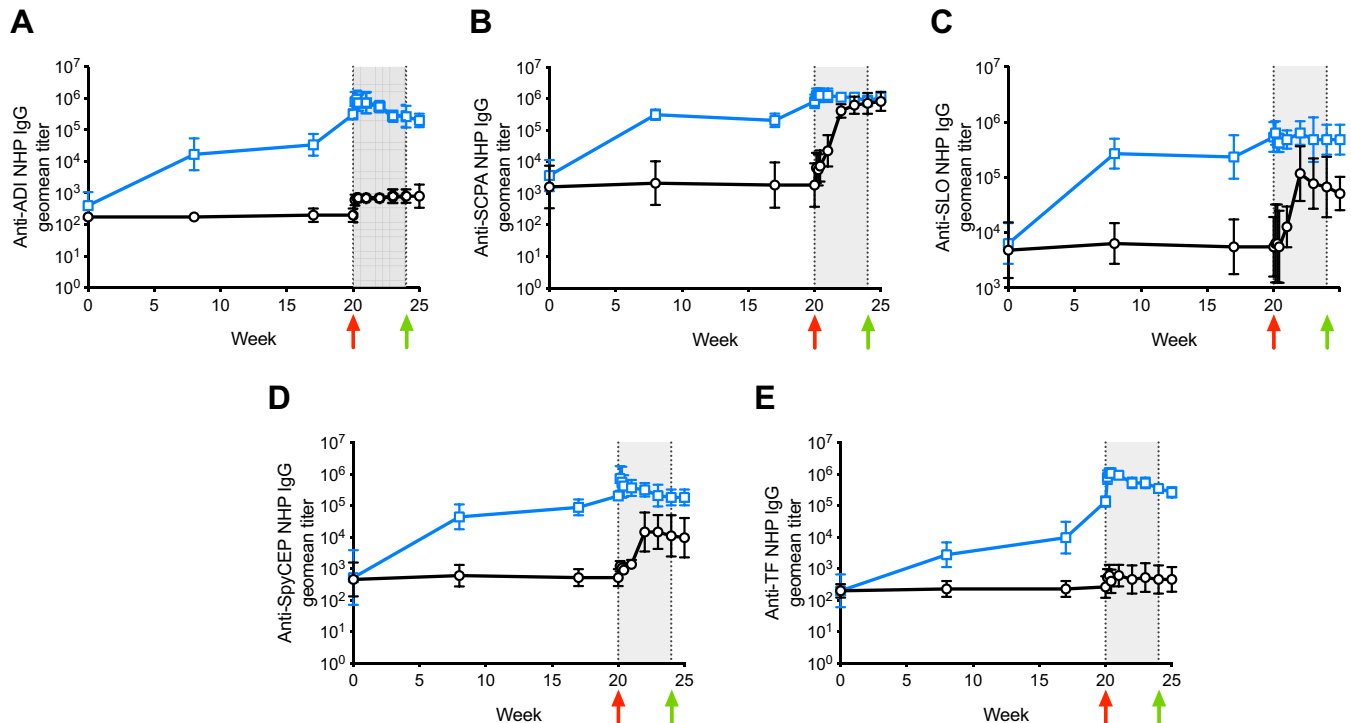 A
Anti-ADI NHP IgG
geomean titer
10⁷
10⁶
10⁵
10⁴
10³
10²
10¹
10⁰
0 5 10 15 20 25
Week
B
Anti-SCPA NHP IgG
geomean titer
10⁷
10⁶
10⁵
10⁴
10³
10²
10¹
10⁰
0 5 10 15 20 25
Week
C
Anti-SLO NHP IgG
geomean titer
10⁷
10⁶
10⁵
10⁴
10³
0 5 10 15 20 25
Week
D
Anti-SpyCEP NHP IgG
geomean titer
10⁷
10⁶
10⁵
10⁴
10³
10²
10¹
10⁰
0 5 10 15 20 25
Week
E
Anti-TF NHP IgG
geomean titer
10⁷
10⁶
10⁵
10⁴
10³
10²
10¹
10⁰
0 5 10 15 20 25
Week